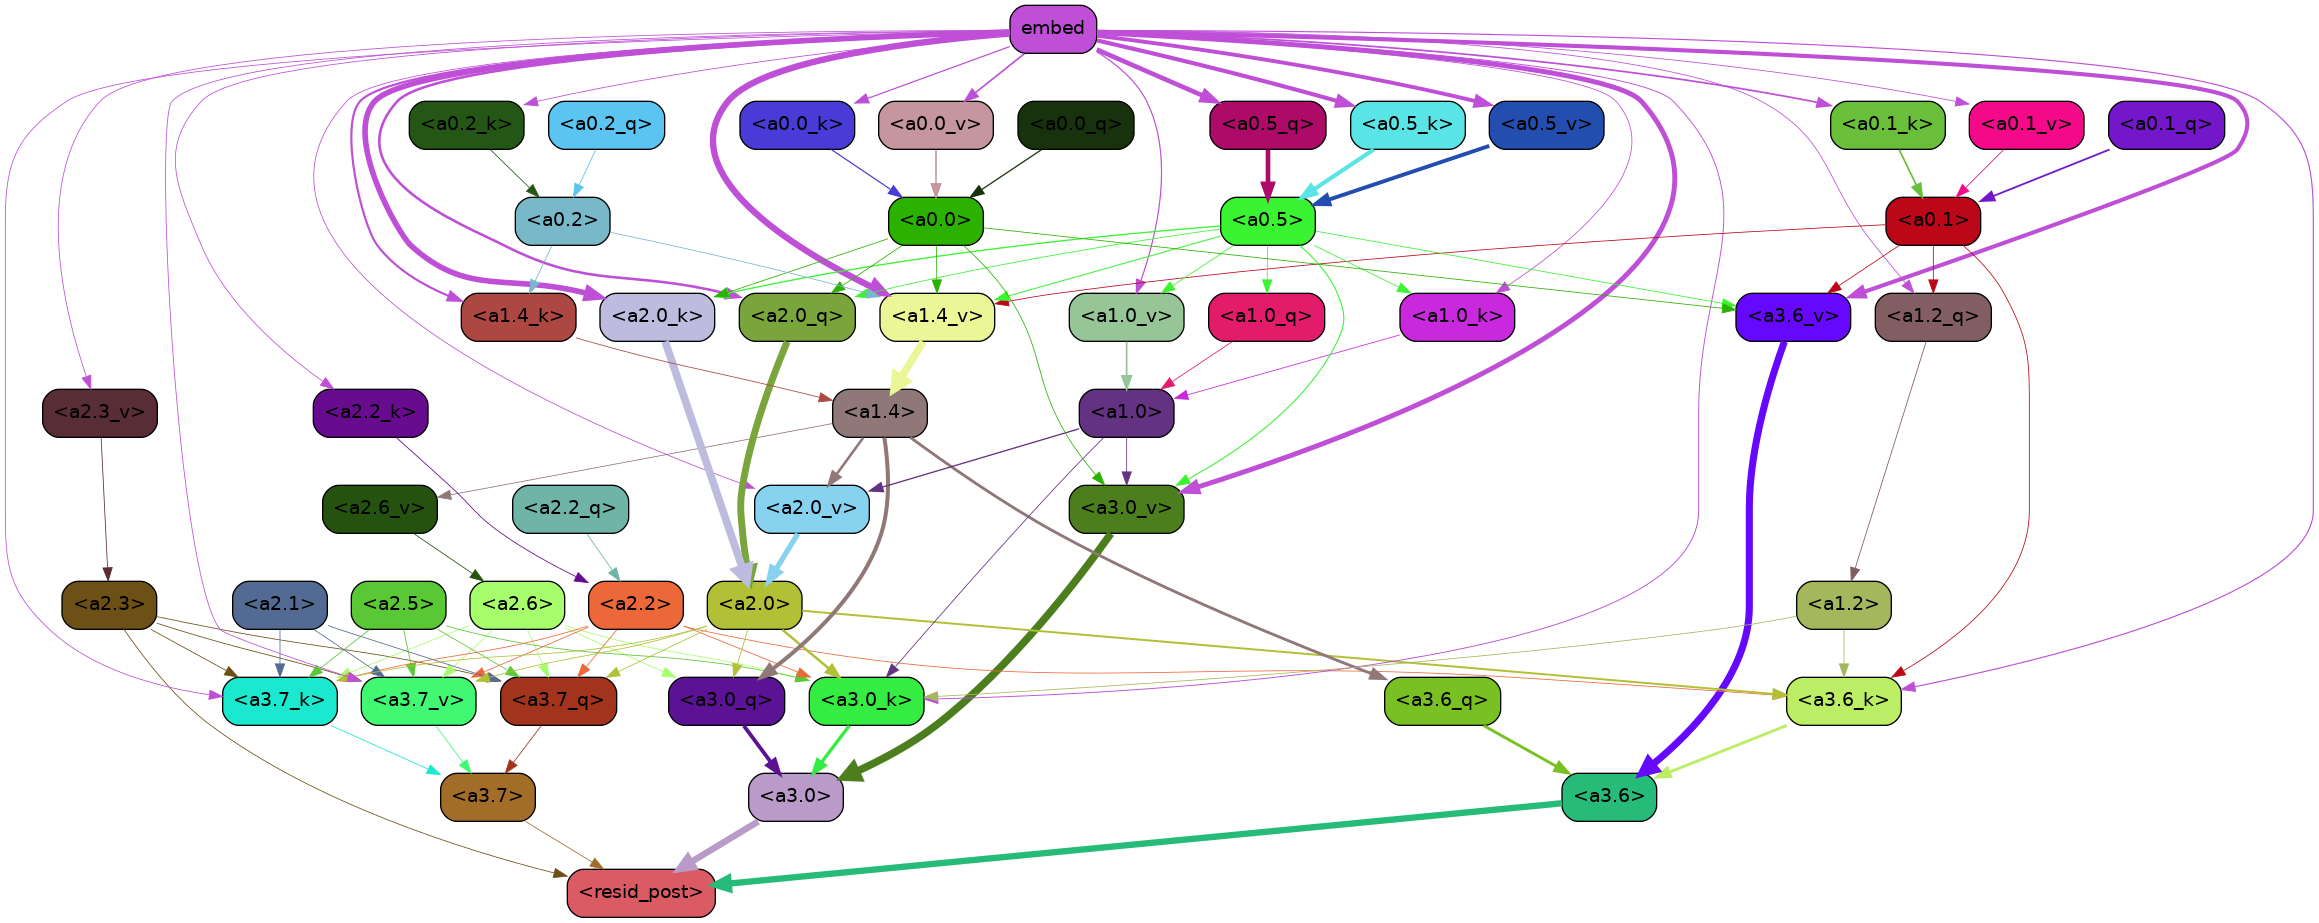 embed
<a0.2_k>
<a0.2_q>
<a0.0_k>
<a0.0_v>
<a0.0_q>
<a0.5_q>
<a0.5_k>
<a0.5_v>
<a0.1_k>
<a0.1_v>
<a0.1_q>
<a0.2>
<a0.0>
<a0.5>
<a0.1>
<a1.4_k>
<a2.0_k>
<a2.0_q>
<a1.4_v>
<a1.0_v>
<a1.0_q>
<a1.0_k>
<a3.6_v>
<a1.2_q>
<a2.3_v>
<a2.2_k>
<a1.4>
<a1.0>
<a2.6_v>
<a2.2_q>
<a2.0_v>
<a3.0_v>
<a2.3>
<a2.1>
<a2.5>
<a2.6>
<a2.2>
<a2.0>
<a1.2>
<a3.7_k>
<a3.7_v>
<a3.7_q>
<a3.0_q>
<a3.0_k>
<a3.6_q>
<a3.6_k>
<a3.7>
<a3.0>
<a3.6>
<resid_post>